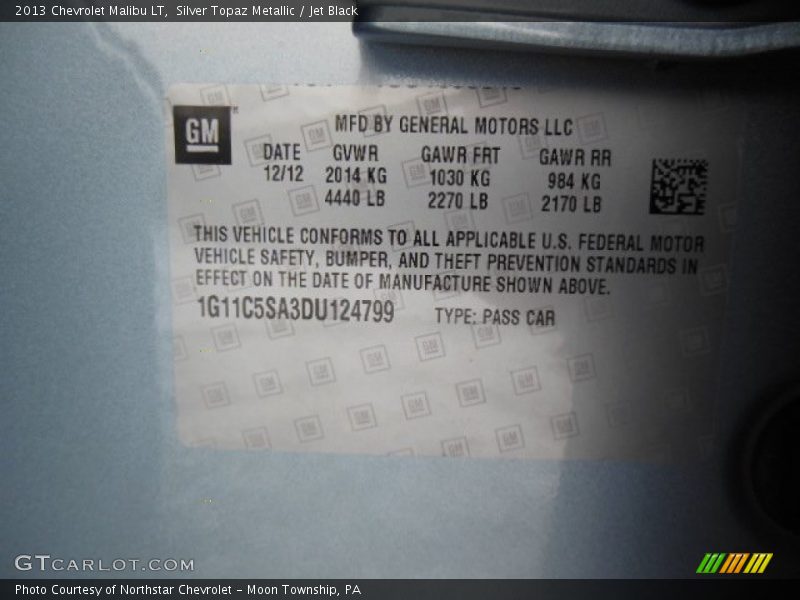 2013 Chevrolet Malibu LT, Silver Topaz Metallic / Jet Black
GM
MFD BY GENERAL MOTORS LLC
DATE GVWR GAWR FRT GAWR RR
12/12 2014 KG 1030 KG 984 KG
4440 LB 2270 LB 2170 LB
THIS VEHICLE CONFORMS TO ALL APPLICABLE U.S. FEDERAL MOTOR
VEHICLE SAFETY, BUMPER, AND THEFT PREVENTION STANDARDS IN
EFFECT ON THE DATE OF MANUFACTURE SHOWN ABOVE.
1G11C5SA3DU124799 TYPE: PASS CAR
GTCARLOT.COM
Photo Courtesy of Northstar Chevrolet - Moon Township, PA